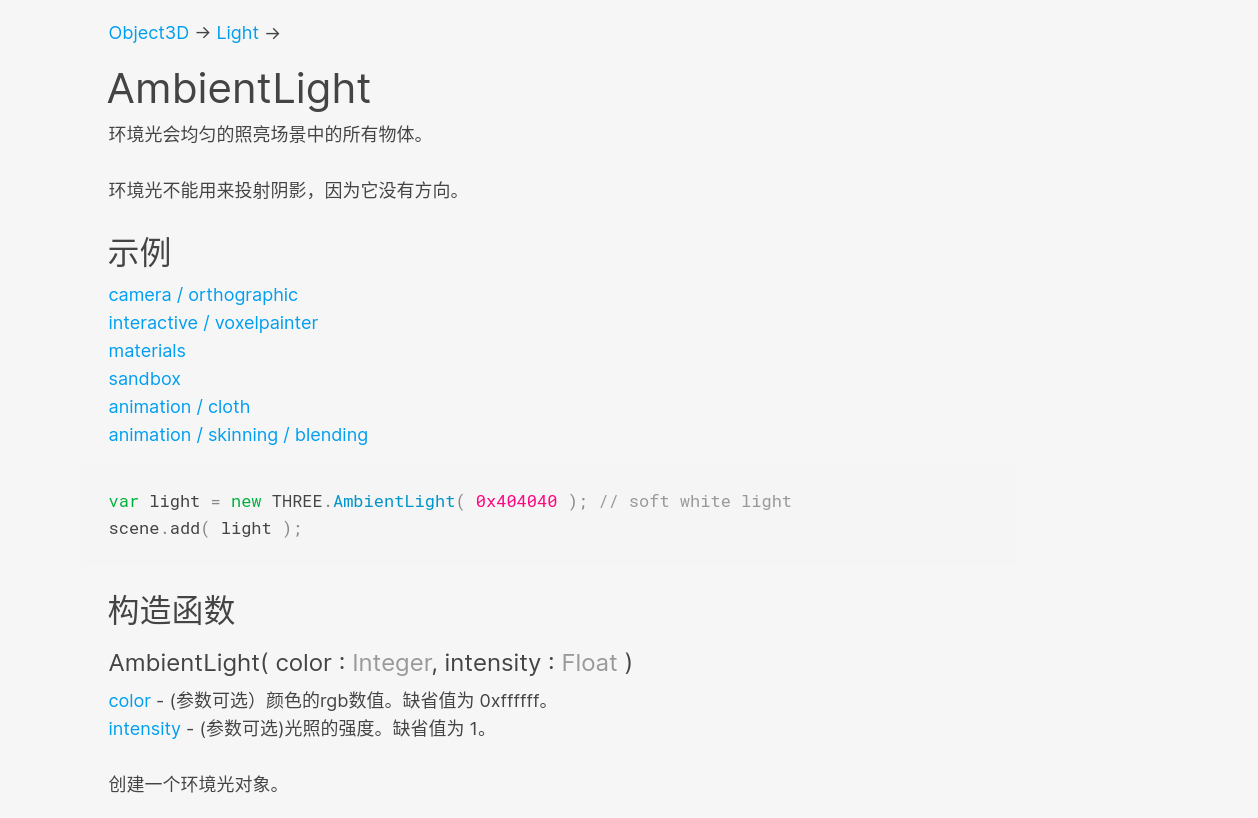 Object3D → Light →
AmbientLight
环境光会均匀的照亮场景中的所有物体。
环境光不能用来投射阴影，因为它没有方向。
示例
camera / orthographic
interactive / voxelpainter
materials
sandbox
animation / cloth
animation / skinning / blending
var light = new THREE.AmbientLight( 0x404040 ); // soft white light
scene.add( light );
构造函数
AmbientLight( color : Integer, intensity : Float )
color - (参数可选）颜色的rgb数值。缺省值为 0xffffff。
intensity - (参数可选)光照的强度。缺省值为 1。
创建一个环境光对象。